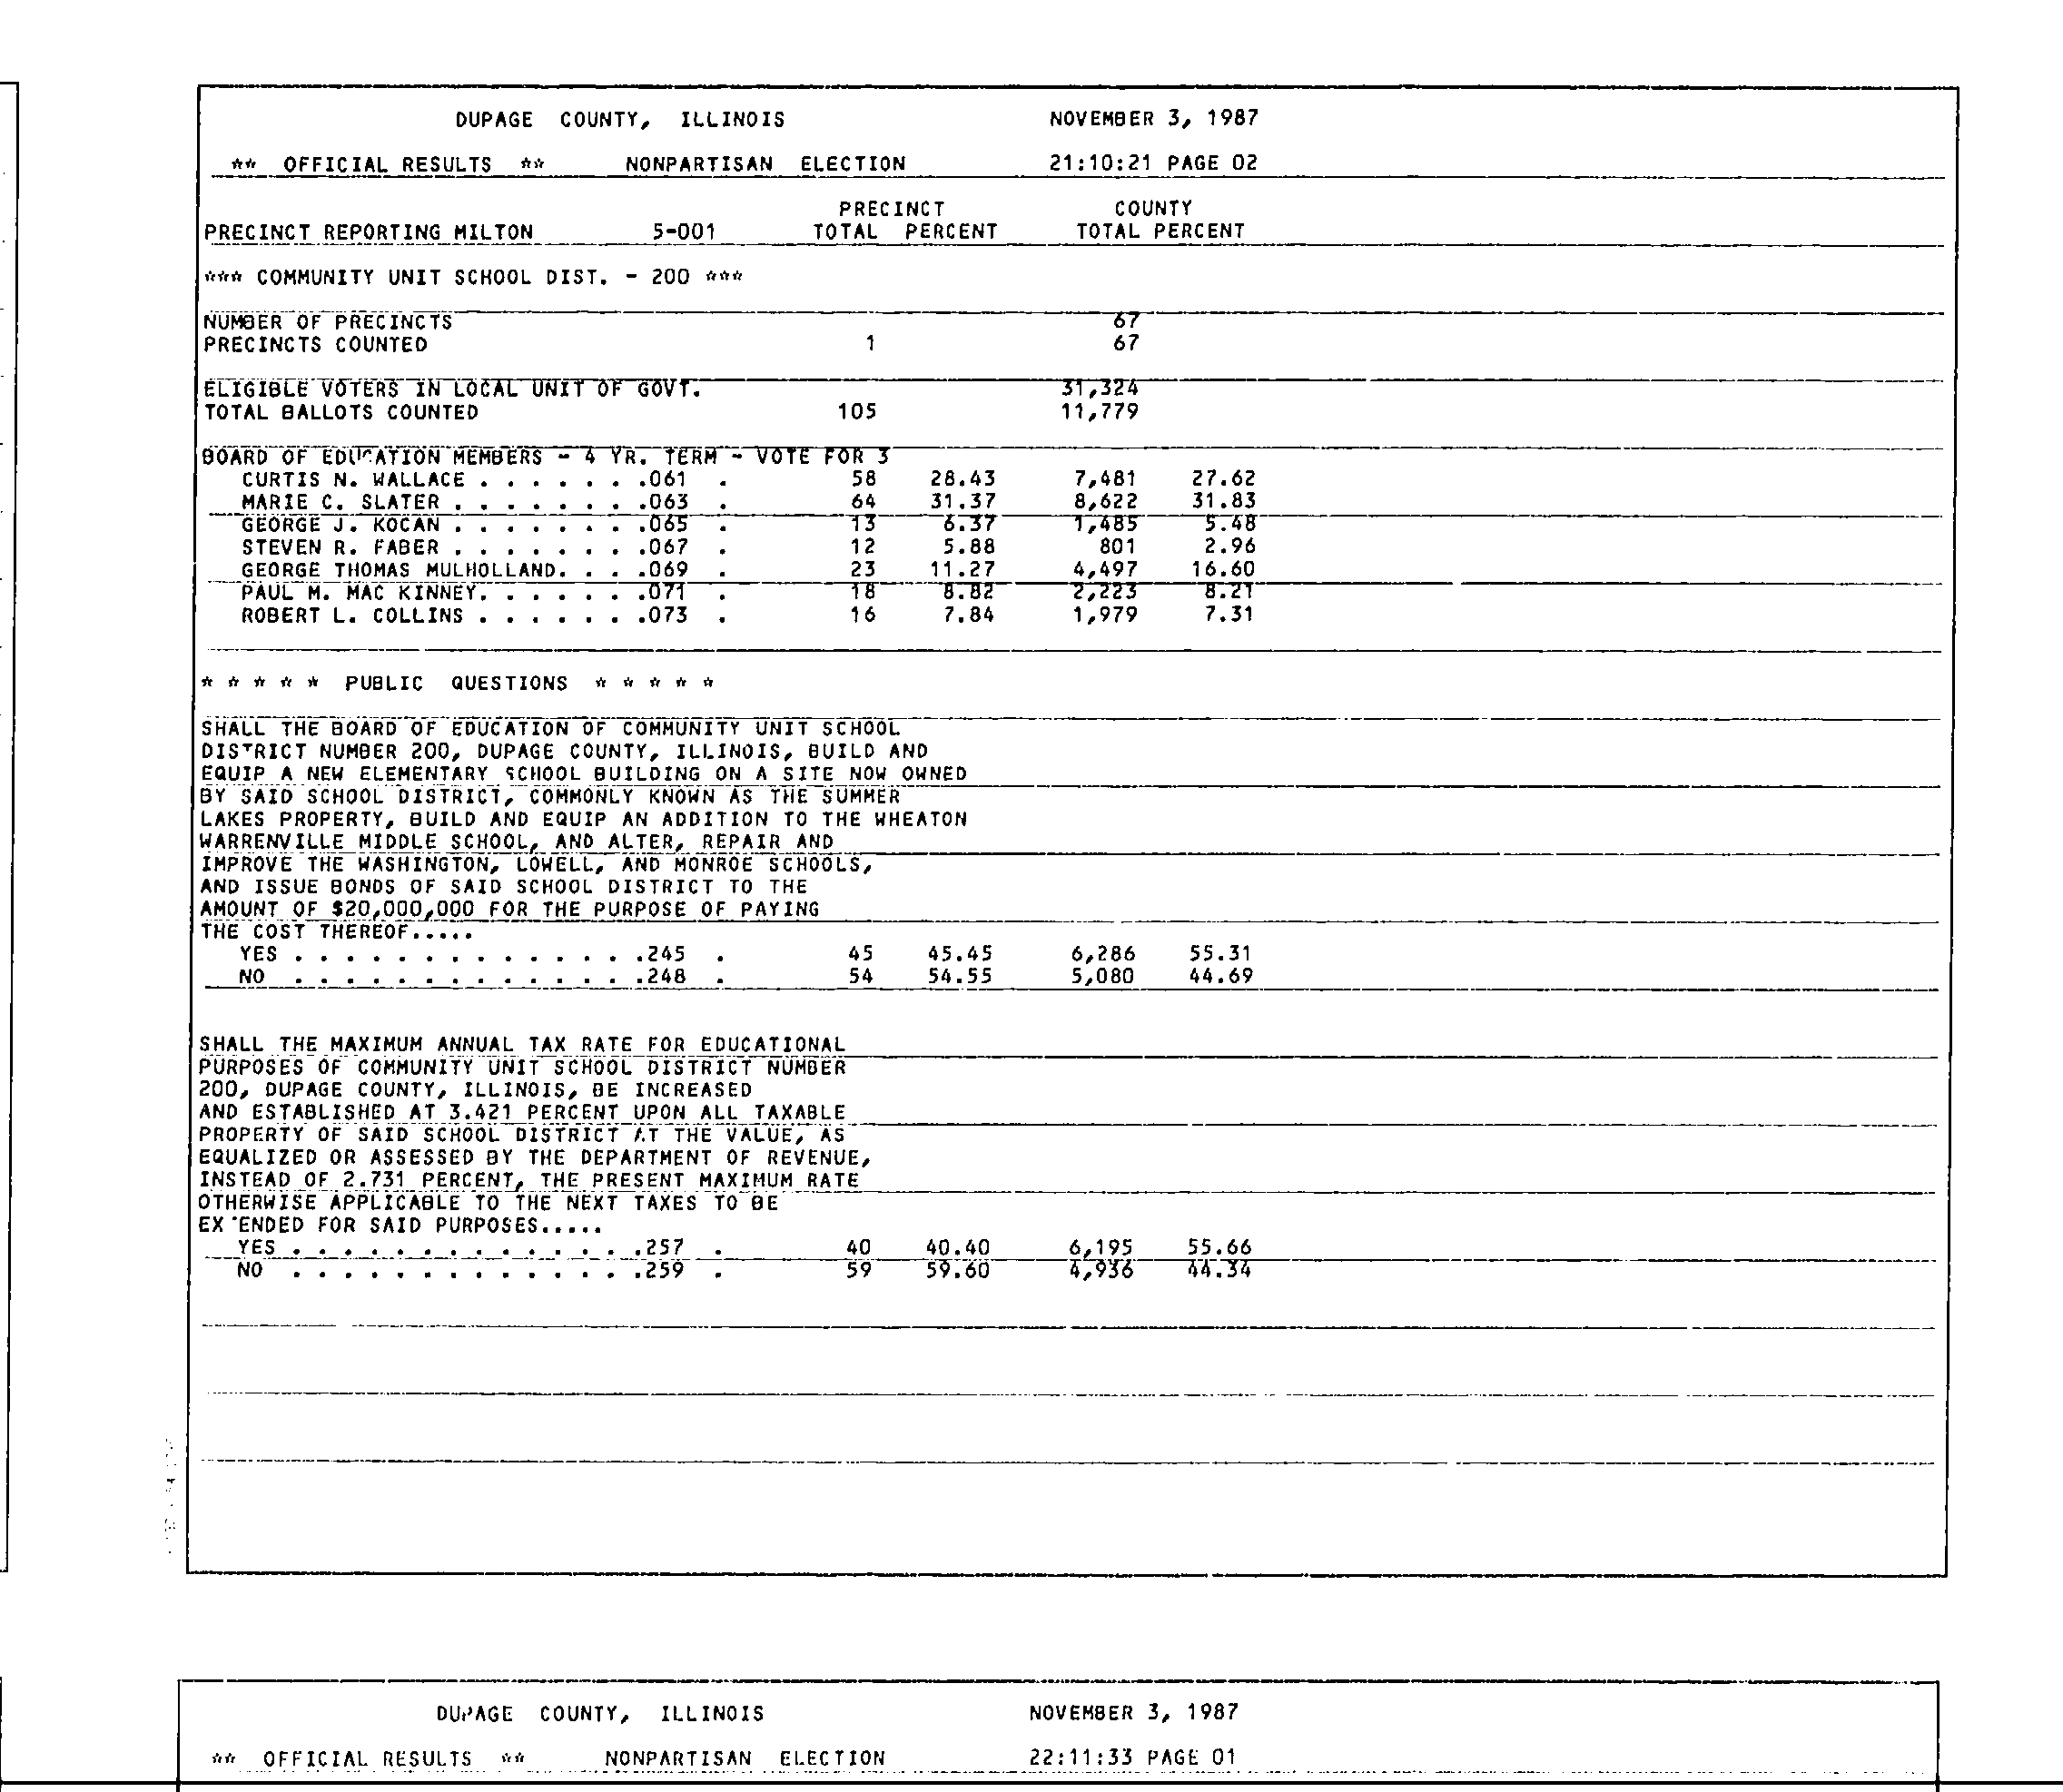 DUPAGE COUNTY, ILLINOIS NOVEMBER 3, 1987
** OFFICIAL RESULTS ** NONPARTISAN ELECTION 21:10:21 PAGE 02
PRECINCT COUNTY
PRECINCT REPORTING MILTON 5-001 TOTAL PERCENT TOTAL PERCENT
*** COMMUNITY UNIT SCHOOL DIST. - 200 ***
NUMBER OF PRECINCTS 67
PRECINCTS COUNTED 1 67
ELIGIBLE VOTERS IN LOCAL UNIT OF GOVT. 31,324
TOTAL BALLOTS COUNTED 105 11,779
BOARD OF EDUCATION MEMBERS - 4 YR. TERM - VOTE FOR 3
CURTIS N. WALLACE . . . . . . .061 . 58 28.43 7,481 27.62
MARIE C. SLATER . . . . . . . .063 . 64 31.37 8,622 31.83
GEORGE J. KOCAN . . . . . . . .065 . 13 6.37 1,485 5.48
STEVEN R. FABER . . . . . . . .067 . 12 5.88 801 2.96
GEORGE THOMAS MULHOLLAND. . . .069 . 23 11.27 4,497 16.60
PAUL M. MAC KINNEY. . . . . . .071 . 18 8.82 2,223 8.21
ROBERT L. COLLINS . . . . . . .073 . 16 7.84 1,979 7.31
* * * * * PUBLIC QUESTIONS * * * * *
SHALL THE BOARD OF EDUCATION OF COMMUNITY UNIT SCHOOL
DISTRICT NUMBER 200, DUPAGE COUNTY, ILLINOIS, BUILD AND
EQUIP A NEW ELEMENTARY SCHOOL BUILDING ON A SITE NOW OWNED
BY SAID SCHOOL DISTRICT, COMMONLY KNOWN AS THE SUMMER
LAKES PROPERTY, BUILD AND EQUIP AN ADDITION TO THE WHEATON
WARRENVILLE MIDDLE SCHOOL, AND ALTER, REPAIR AND
IMPROVE THE WASHINGTON, LOWELL, AND MONROE SCHOOLS,
AND ISSUE BONDS OF SAID SCHOOL DISTRICT TO THE
AMOUNT OF $20,000,000 FOR THE PURPOSE OF PAYING
THE COST THEREOF.....
YES . . . . . . . . . . . . . .245 . 45 45.45 6,286 55.31
NO . . . . . . . . . . . . . .248 . 54 54.55 5,080 44.69
SHALL THE MAXIMUM ANNUAL TAX RATE FOR EDUCATIONAL
PURPOSES OF COMMUNITY UNIT SCHOOL DISTRICT NUMBER
200, DUPAGE COUNTY, ILLINOIS, BE INCREASED
AND ESTABLISHED AT 3.421 PERCENT UPON ALL TAXABLE
PROPERTY OF SAID SCHOOL DISTRICT AT THE VALUE, AS
EQUALIZED OR ASSESSED BY THE DEPARTMENT OF REVENUE,
INSTEAD OF 2.731 PERCENT, THE PRESENT MAXIMUM RATE
OTHERWISE APPLICABLE TO THE NEXT TAXES TO BE
EXTENDED FOR SAID PURPOSES.....
YES . . . . . . . . . . . . . .257 . 40 40.40 6,195 55.66
NO . . . . . . . . . . . . . .259 . 59 59.60 4,936 44.34
DUPAGE COUNTY, ILLINOIS NOVEMBER 3, 1987
** OFFICIAL RESULTS ** NONPARTISAN ELECTION 22:11:33 PAGE 01